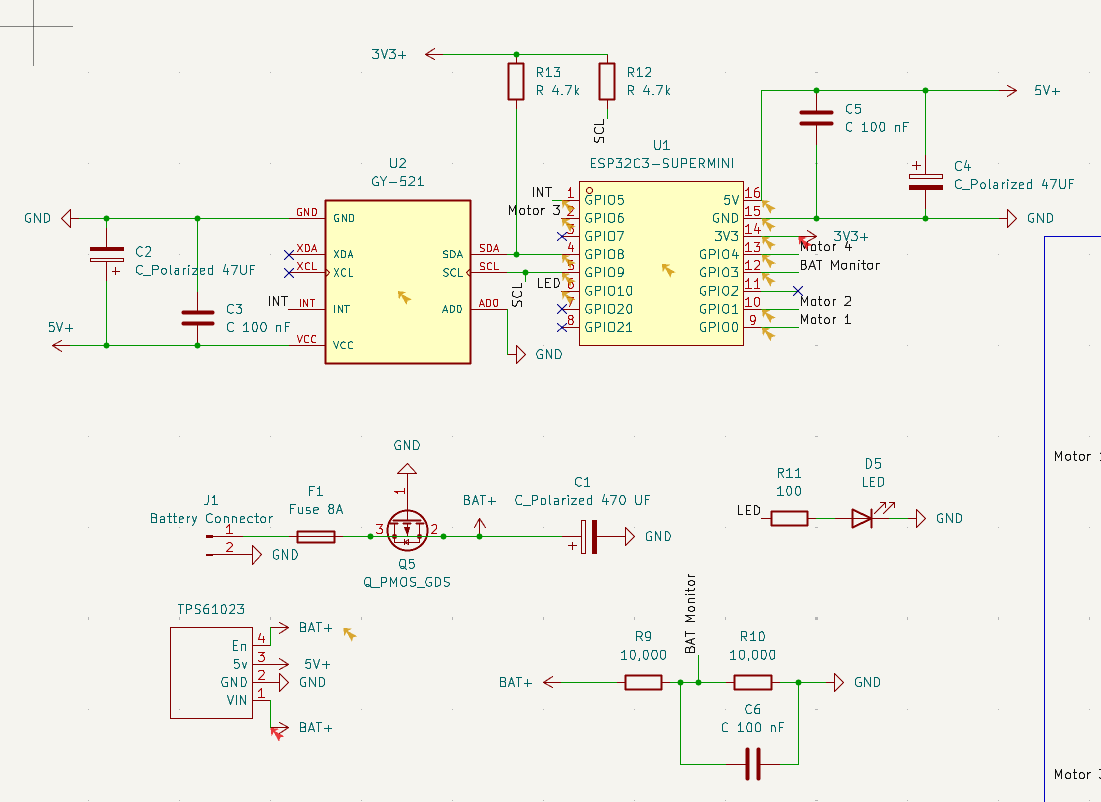 3V3+
R13
R 4.7k
R12
R 4.7k
SCL
5V+
C5
C 100 nF
C4
C_Polarized 47UF
+
GND
U1
ESP32C3-SUPERMINI
INT
1
GPIO5
Motor 3
2
GPIO6
3
GPIO7
4
GPIO8
5
GPIO9
LED
6
GPIO10
7
GPIO20
8
GPIO21
5V
16
GND
15
3V3
14
3V3+
GPIO4
13
Motor 4
GPIO3
12
BAT Monitor
GPIO2
11
GPIO1
10
Motor 2
GPIO0
9
Motor 1
U2
GY-521
GND
GND
GND
XDA
XDA
XCL
XCL
INT
INT
INT
VCC
VCC
SDA
SDA
SCL
SCL
AD0
AD0
SCL
GND
C2
C_Polarized 47UF
+
C3
C 100 nF
5V+
J1
Battery Connector
1
2
GND
F1
Fuse 8A
GND
1
3
2
Q5
Q_PMOS_GDS
BAT+
C1
C_Polarized 470 UF
+
GND
LED
R11
100
D5
LED
GND
Motor
TPS61023
En
4
BAT+
5v
3
5V+
GND
2
GND
VIN
1
BAT+
BAT Monitor
BAT+
R9
10,000
R10
10,000
GND
C6
C 100 nF
Motor